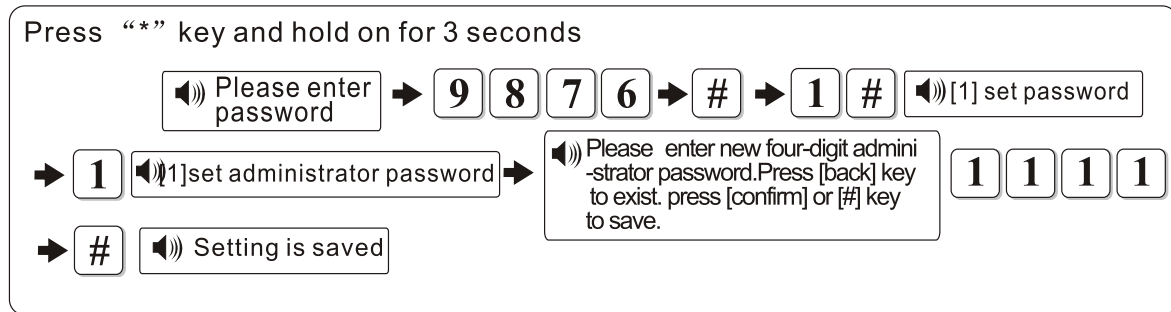 Press “*” key and hold on for 3 seconds
Please enter password 9 8 7 6 # 1 # [1] set password
1 [1]set administrator password Please enter new four-digit admini
-strator password.Press [back] key
to exist. press [confirm] or [#] key
to save. 1 1 1 1
# Setting is saved